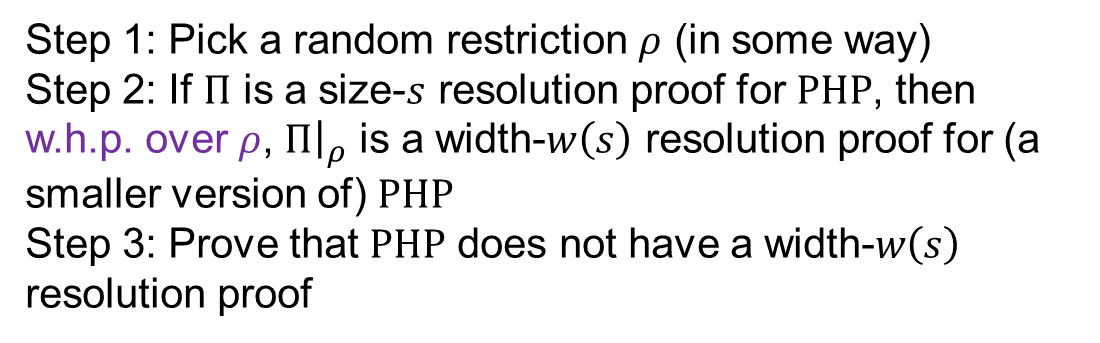 Step 1: Pick a random restriction ρ (in some way)
Step 2: If Π is a size-s resolution proof for PHP, then
w.h.p. over ρ, Π|ρ is a width-w(s) resolution proof for (a
smaller version of) PHP
Step 3: Prove that PHP does not have a width-w(s)
resolution proof